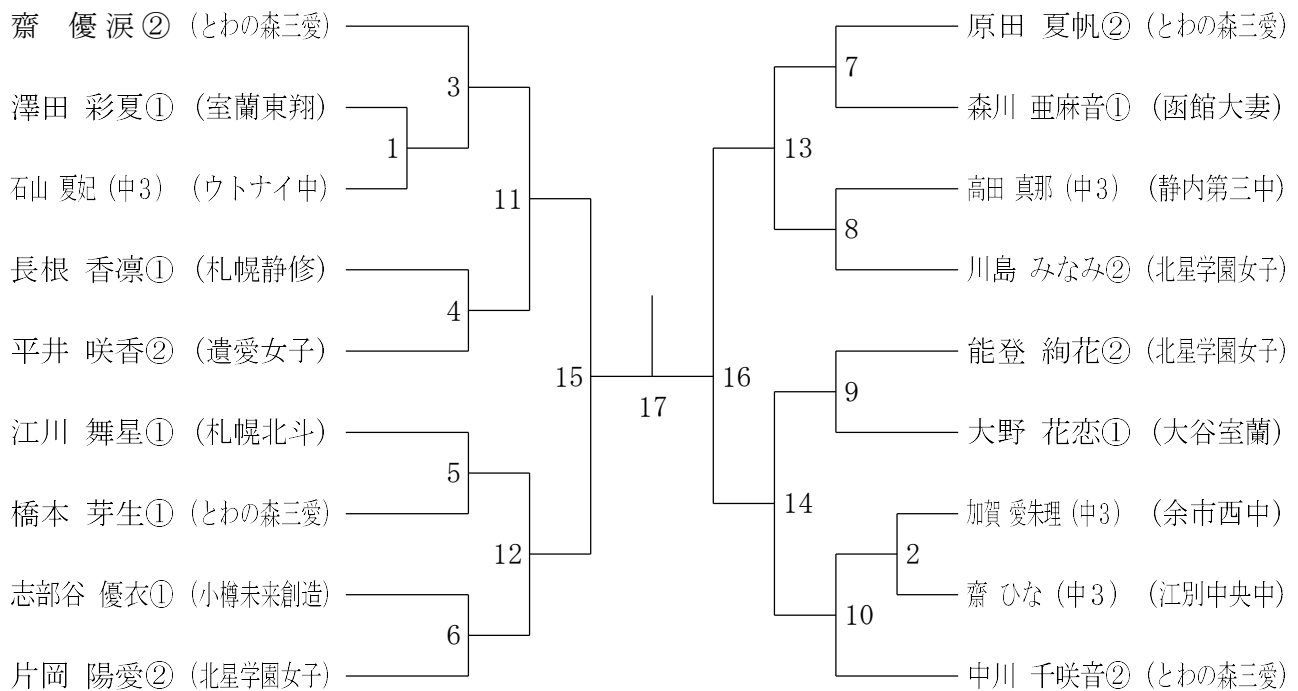 齋　優涙② (とわの森三愛)
3
澤田 彩夏① (室蘭東翔)
1
石山 夏妃 (中3) (ウトナイ中)
11
長根 香凛① (札幌静修)
4
平井 咲香② (遺愛女子)
15
江川 舞星① (札幌北斗)
5
橋本 芽生① (とわの森三愛)
12
志部谷 優衣① (小樽未来創造)
6
片岡 陽愛② (北星学園女子)
17
原田 夏帆② (とわの森三愛)
7
森川 亜麻音① (函館大妻)
13
高田 真那 (中3) (静内第三中)
8
川島 みなみ② (北星学園女子)
16
能登 絢花② (北星学園女子)
9
大野 花恋① (大谷室蘭)
14
加賀 愛朱理 (中3) (余市西中)
2
齋 ひな (中3) (江別中央中)
10
中川 千咲音② (とわの森三愛)